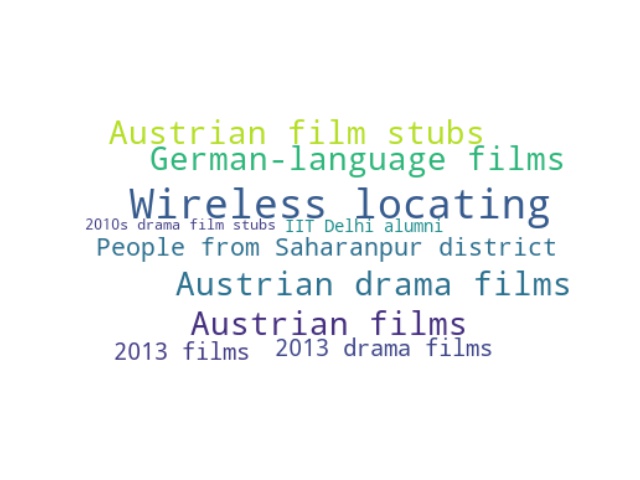 Austrian film stubs
German-language films
Wireless locating
2010s drama film stubs
IIT Delhi alumni
People from Saharanpur district
Austrian drama films
Austrian films
2013 films
2013 drama films